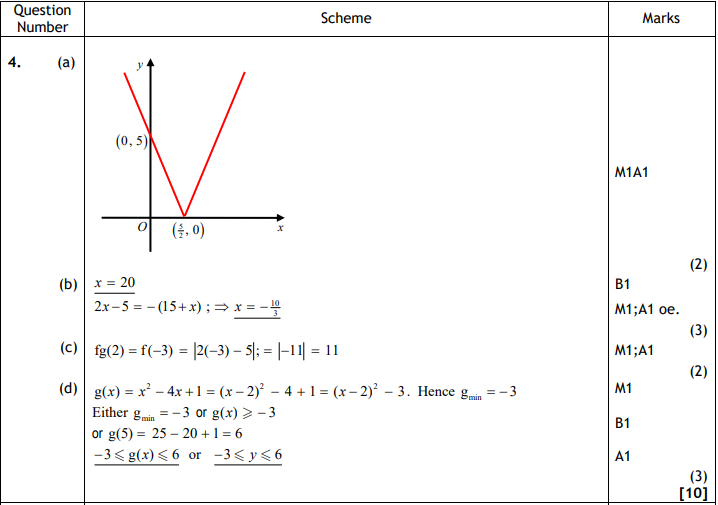 Question Number Scheme Marks
4. (a)
y
(0, 5)
O (5/2, 0) x
M1A1
(2)
(b) x = 20 B1
2x – 5 = – (15 + x) ; ⇒ x = – 10/3 M1;A1 oe.
(3)
(c) fg(2) = f(–3) = |2(–3) – 5|; = |–11| = 11 M1;A1
(2)
(d) g(x) = x² – 4x + 1 = (x – 2)² – 4 + 1 = (x – 2)² – 3. Hence g_min = –3 M1
Either g_min = –3 or g(x) ⩾ –3
or g(5) = 25 – 20 + 1 = 6 B1
–3 ⩽ g(x) ⩽ 6 or –3 ⩽ y ⩽ 6 A1
(3)
[10]